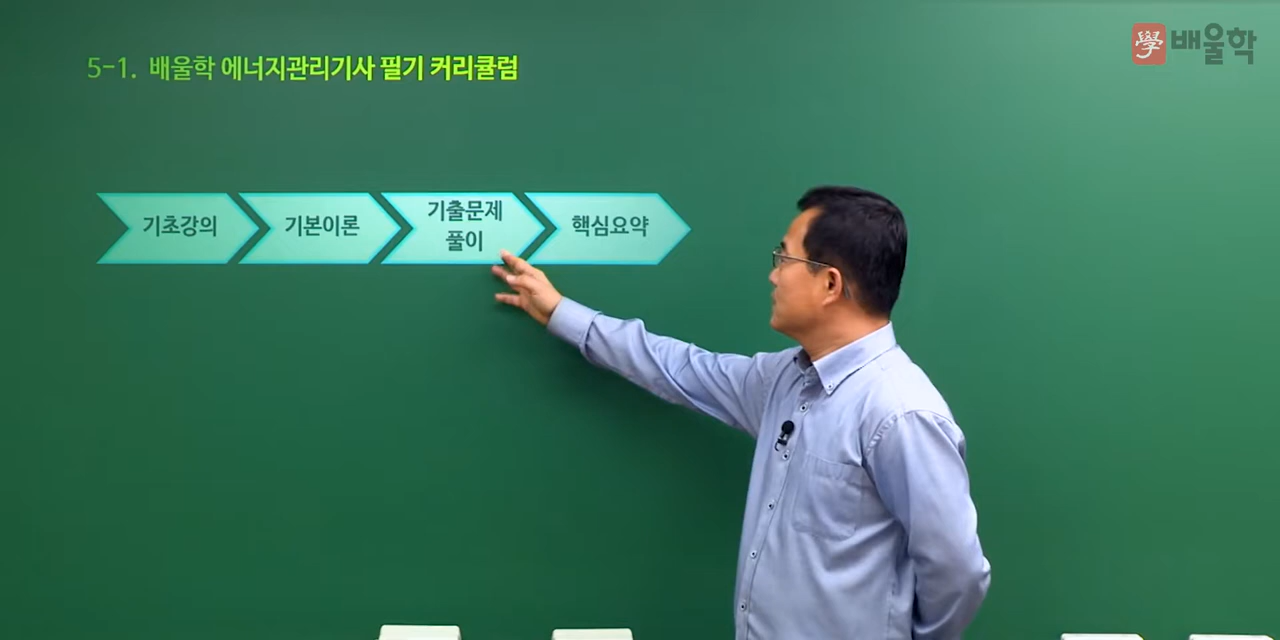 學 배울학
5-1. 배울학 에너지관리기사 필기 커리큘럼
기초강의
기본이론
기출문제
풀이
핵심요약